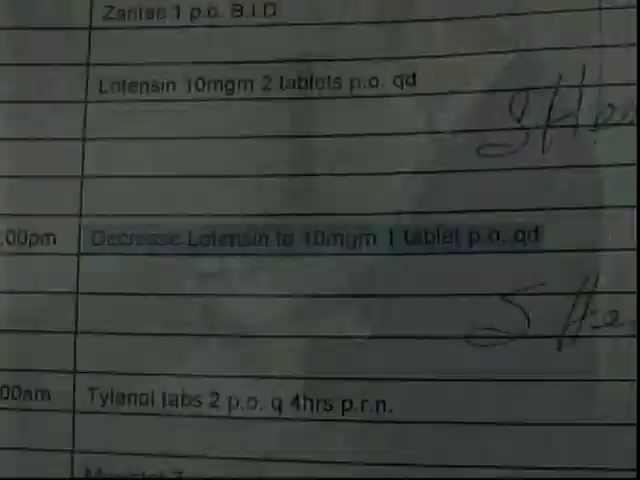 Zantac 1 p.o. B.I.D
Lotensin 10mgm 2 tablets p.o. qd
.00pm Decrease Lotensin to 10mgm 1 tablet p.o. qd
00am Tylenol tabs 2 p.o. q 4hrs p.r.n.